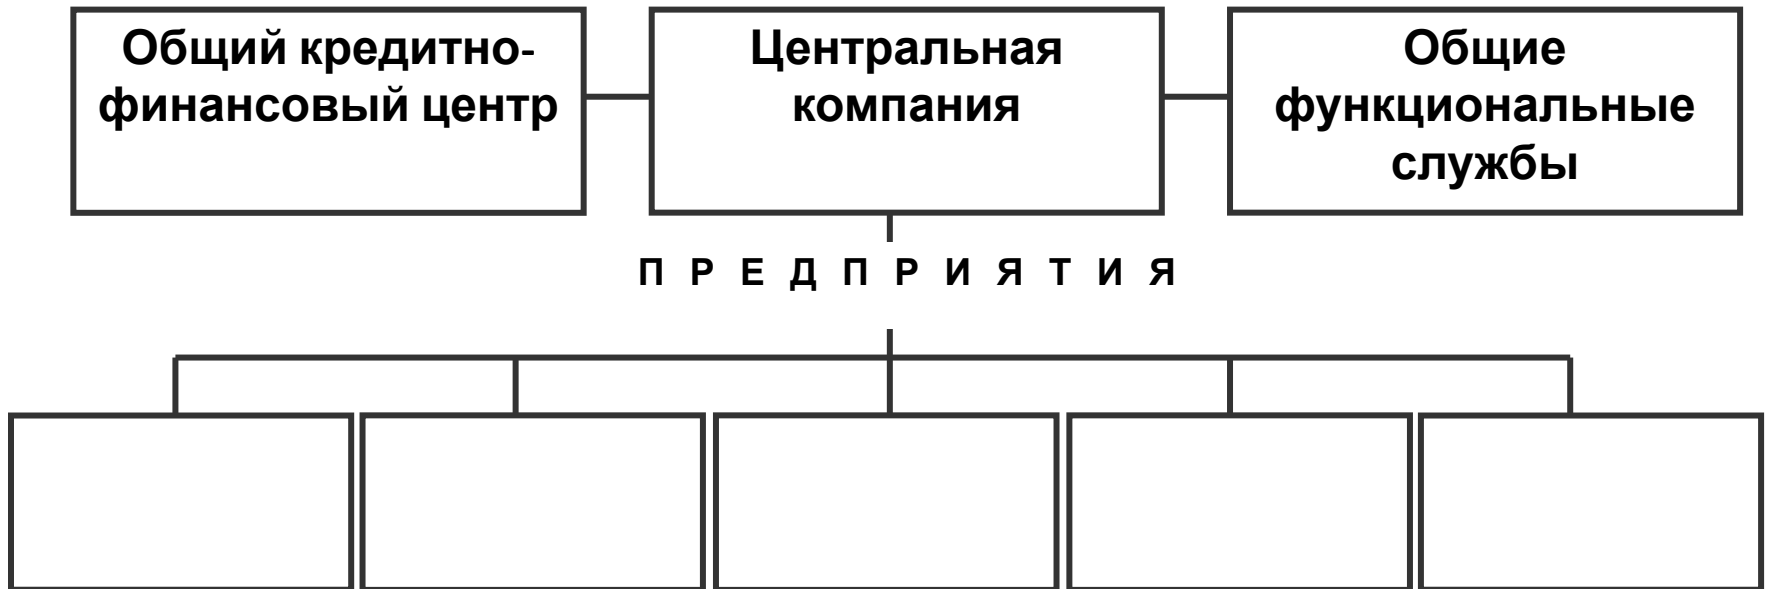 Общий кредитно-
финансовый центр
Центральная
компания
Общие
функциональные
службы
П Р Е Д П Р И Я Т И Я